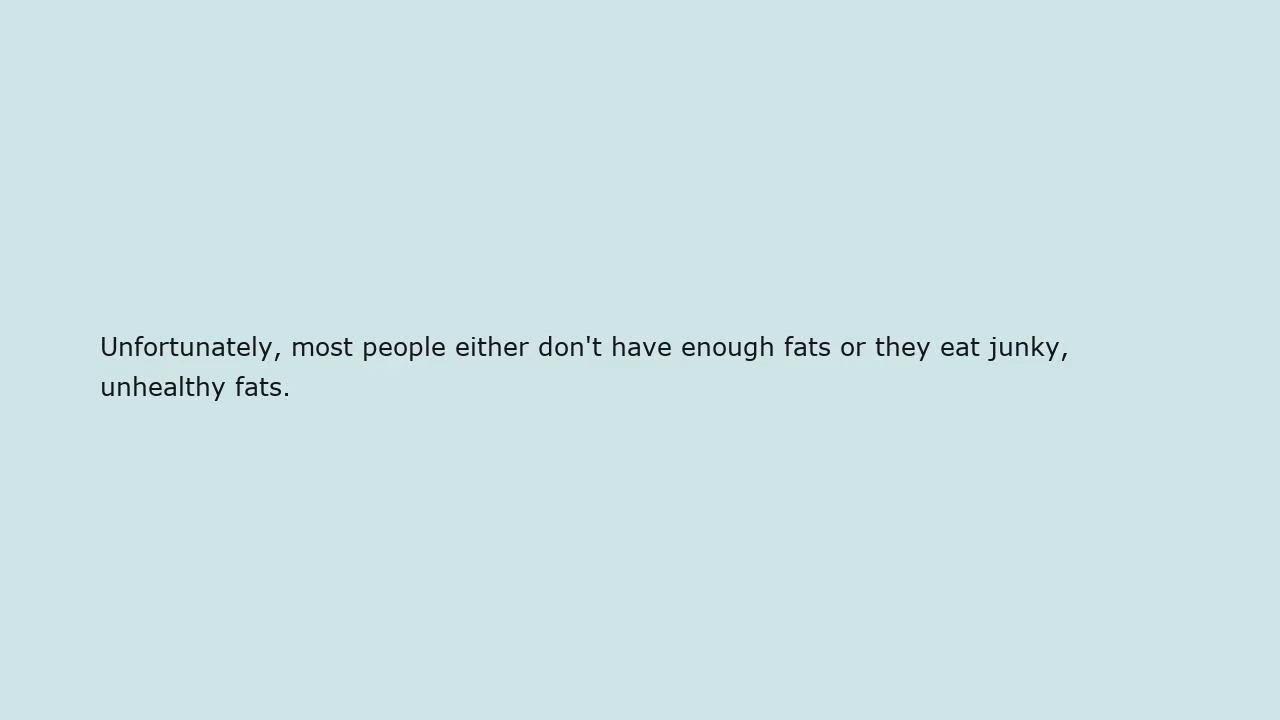 Unfortunately, most people either don't have enough fats or they eat junky,
unhealthy fats.